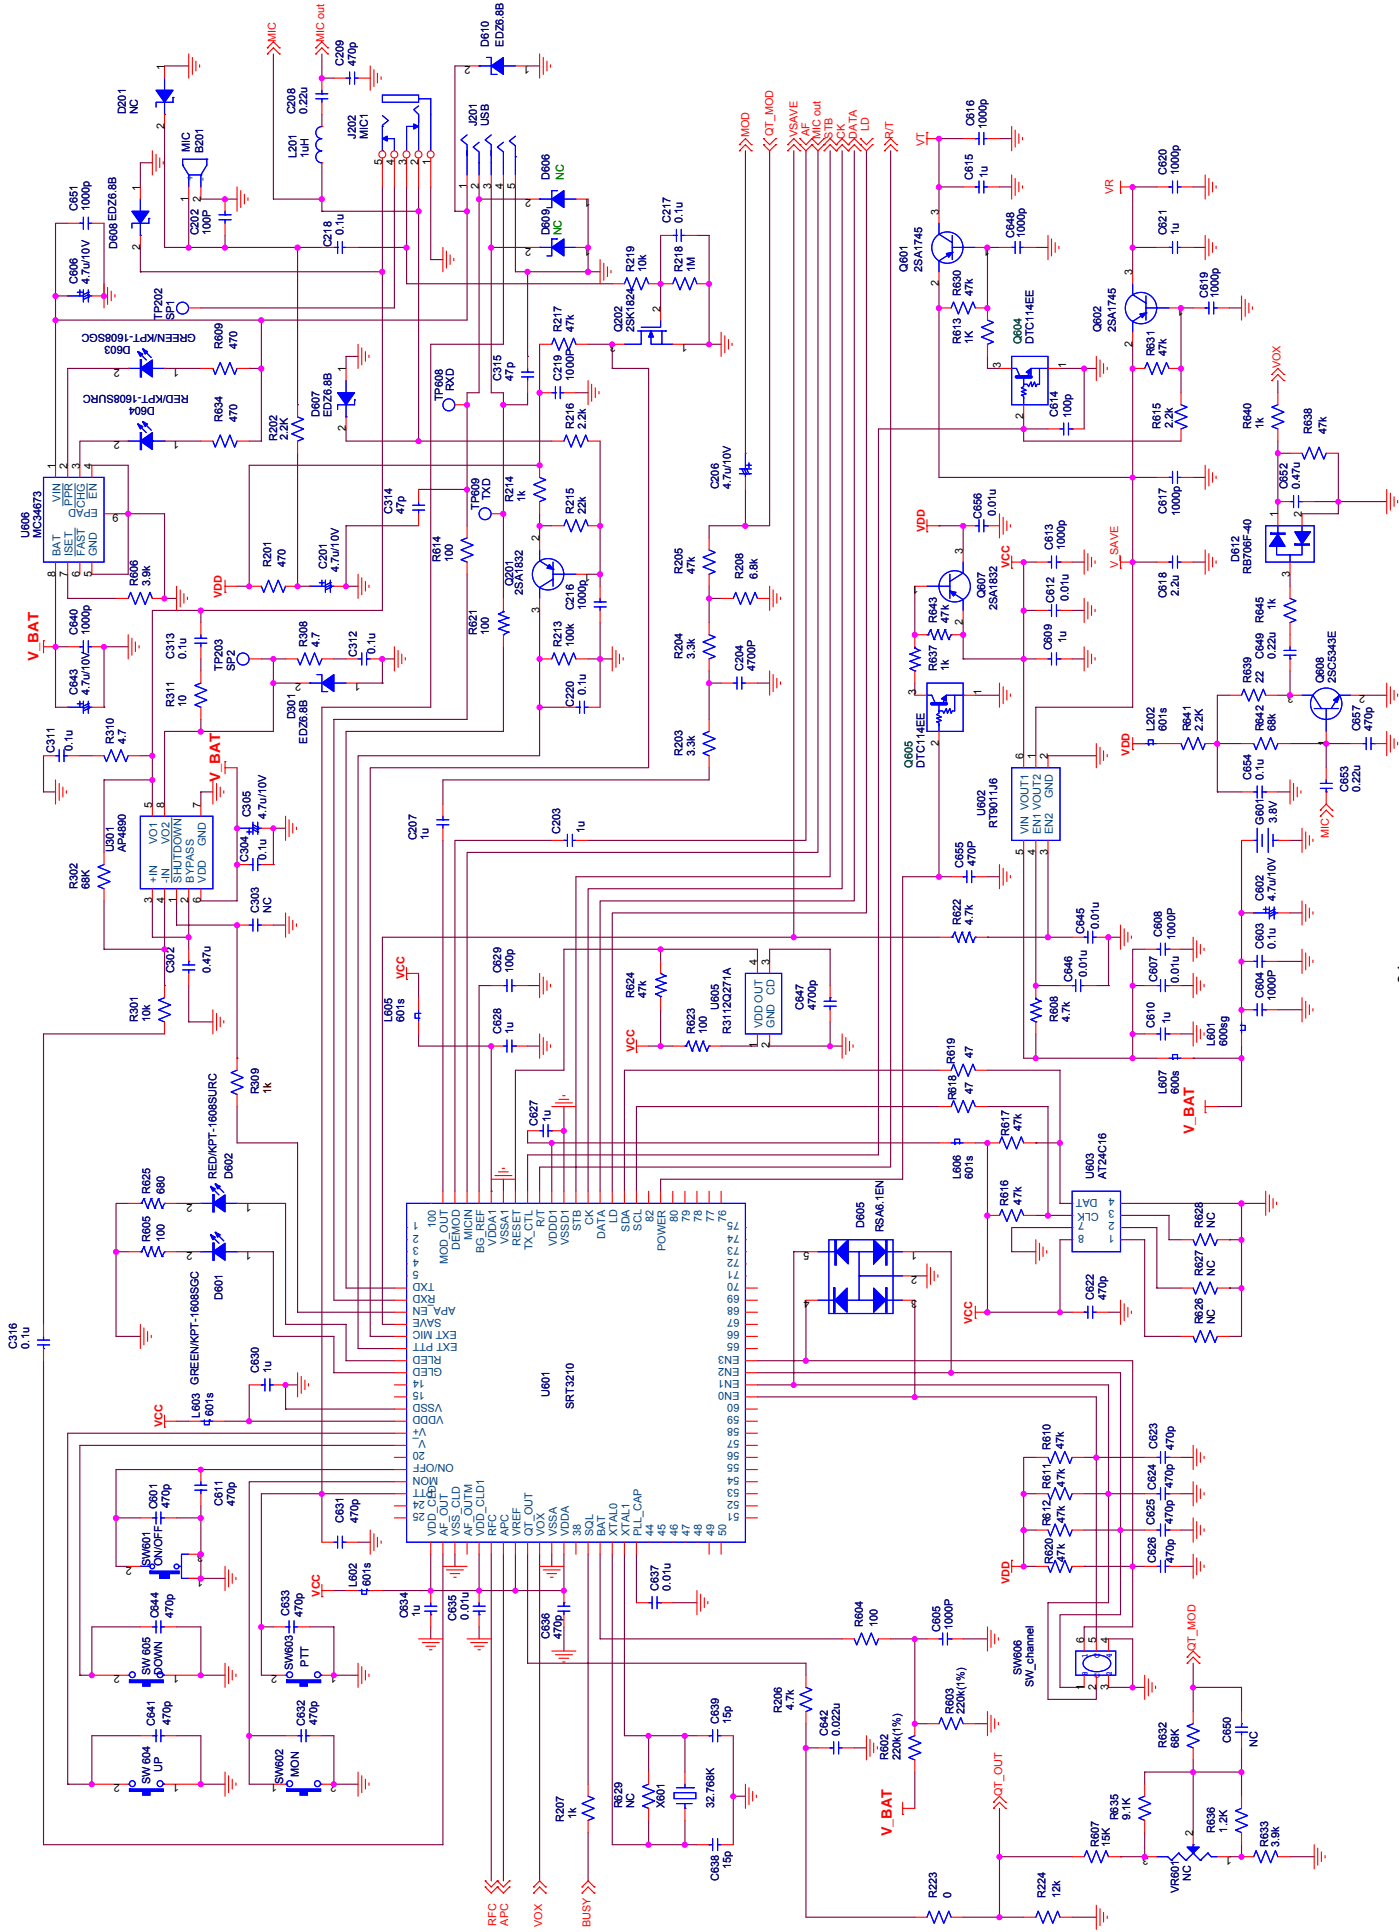 D201
NC
MIC
MIC out
D610
EDZ6.8B
C209
470p
C208
0.22u
L201
1uH
J202
MIC1
J201
USB
MIC
B201
C651
1000p
D608 EDZ6.8B
C202
100P
C218
0.1u
C606
4.7u/10V
TP202
SP1
D606
NC
D609
NC
C217
0.1u
R219
10k
R218
1M
Q202
2SK1824
GREEN/KPT-1608SGC
D603
R609
470
RED/KPT-1608SURC
D604
R634
470
R202
2.2K
D607
EDZ6.8B
TP608
RXD
C315
47p
R217
47k
C219
1000P
R216
2.2k
U606
MC34673
VIN
PPR
CHG
EN
EPAD
BAT
ISET
FAST
GND
R606
3.9k
VDD
R201
470
C201
4.7u/10V
C314
47p
R614
100
TP609
TXD
R214
1k
R215
22k
Q201
2SA1832
C216
1000p
R621
100
R213
100k
C220
0.1u
V_BAT
C640
1000p
C643
4.7u/10V
C313
0.1u
R311
10
TP203
SP2
R308
4.7
C312
0.1u
D301
EDZ6.8B
C311
0.1u
R310
4.7
V_BAT
U301
AP4890
+IN
-IN
SHUTDOWN
BYPASS
VDD
VO1
VO2
GND
C305
4.7u/10V
C304
0.1u
R302
68K
C303
NC
C302
0.47u
R301
10k
R309
1k
C316
0.1u
MOD
QT_MOD
VSAVE
AF
MIC out
STB
CK
DATA
LD
R/T
C206
4.7u/10V
R205
47k
R208
6.8k
R204
3.3k
C204
4700P
R203
3.3k
C207
1u
C203
1u
VT
C616
1000p
C615
1u
Q601
2SA1745
C648
1000p
R630
47k
R613
1K
Q604
DTC114EE
C614
100p
VR
C620
1000p
C621
1u
Q602
2SA1745
C619
1000p
R631
47k
R615
2.2k
C617
1000p
V_SAVE
C618
2.2u
VDD
C656
0.01u
Q607
2SA1832
VCC
C613
1000p
C612
0.01u
C609
1u
R643
47k
R637
1k
Q605
DTC114EE
VOX
R640
1k
R638
47k
C652
0.47u
D612
RB706F-40
R645
1k
C649
0.22u
Q608
2SC5343E
R639
22
R642
68k
C657
470p
L202
601s
VDD
R641
2.2K
C654
0.1u
C653
0.22u
MIC
U602
RT9011J6
VIN
EN1
EN2
VOUT1
VOUT2
GND
C655
470P
R622
4.7k
C645
0.01u
C646
0.01u
R608
4.7k
G601
3.8V
C602
4.7u/10V
C603
0.1u
C604
1000P
C608
1000P
C607
0.01u
C610
1u
L601
600sg
L607
600s
V_BAT
VCC
L605
601s
C629
100p
C628
1u
C627
1u
R624
47k
VCC
R623
100
U605
R3112Q271A
VDD
GND
OUT
CD
C647
4700p
R619
47
R618
47
L606
601s
R617
47k
R616
47k
U603
AT24C16
DAT
CLK
VCC
C622
470p
R628
NC
R627
NC
R626
NC
D605
RSA6.1EN
R625
680
R605
100
RED/KPT-1608SURC
D602
GREEN/KPT-1608SGC
D601
VCC
L603
601s
C630
1u
U601
SRT3210
MOD_OUT
DEMOD
MICIN
BG_REF
VDDA1
VSSA1
RESET
TX_CTL
R/T
VDDD1
VSSD1
STB
CK
DATA
LD
SDA
SCL
82
POWER
80
79
78
77
76
TXD
RXD
APA_EN
SAVE
EXT MIC
EXT PTT
RLED
GLED
14
15
VSSD
VDDD
V+
V_
20
ON/OFF
MON
PTT
24
25
VDD_CLD
AF_OUT
VSS_CLD
AF_OUTM
VDD_CLD1
RFC
APC
VREF
QT_OUT
VOX
VSSA
VDDA
38
SQL
BAT
XTAL0
XTAL1
PLL_CAP
44
45
46
47
48
49
50
EN3
EN2
EN1
EN0
C601
470p
C611
470p
SW601
ON/OFF
C644
470p
SW605
DOWN
C641
470p
SW604
UP
C633
470p
SW603
PTT
C632
470p
SW602
MON
C631
470p
VCC
L602
601s
C634
1u
C635
0.01u
C636
470p
C637
0.01u
R610
47k
R611
47k
R612
47k
R620
47k
VDD
C623
470p
C624
470p
C625
470p
C626
470p
SW606
SW_channel
R604
100
C605
1000P
R603
220k(1%)
R602
220k(1%)
V_BAT
R206
4.7k
C642
0.022u
C639
15p
R629
NC
X601
32.768K
C638
15p
R207
1k
RFC
APC
VOX
BUSY
R223
0
R224
12k
QT_OUT
R607
15K
R635
9.1K
VR601
NC
R636
1.2K
R633
3.9k
R632
68K
C650
NC
QT_MOD